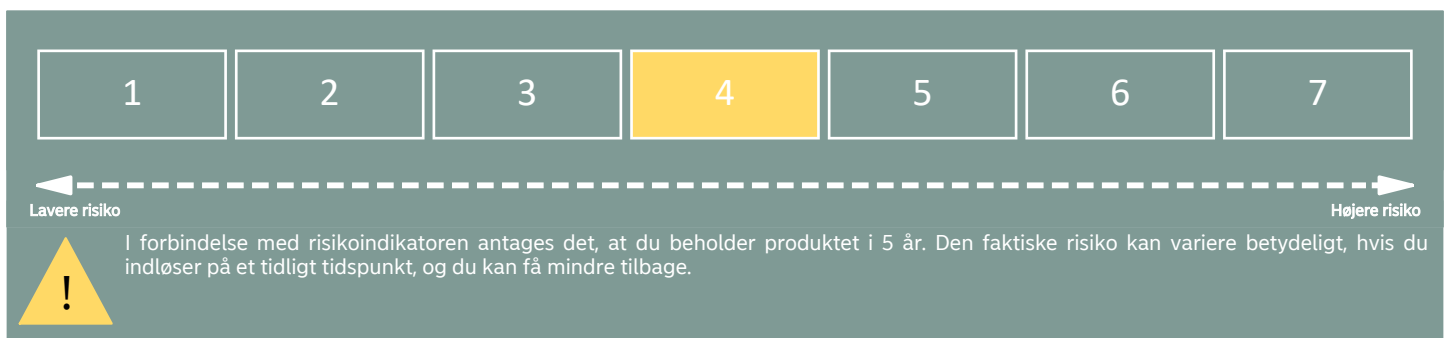 1 2 3 4 5 6 7
Lavere risiko Højere risiko
I forbindelse med risikoindikatoren antages det, at du beholder produktet i 5 år. Den faktiske risiko kan variere betydeligt, hvis du
indløser på et tidligt tidspunkt, og du kan få mindre tilbage.
!